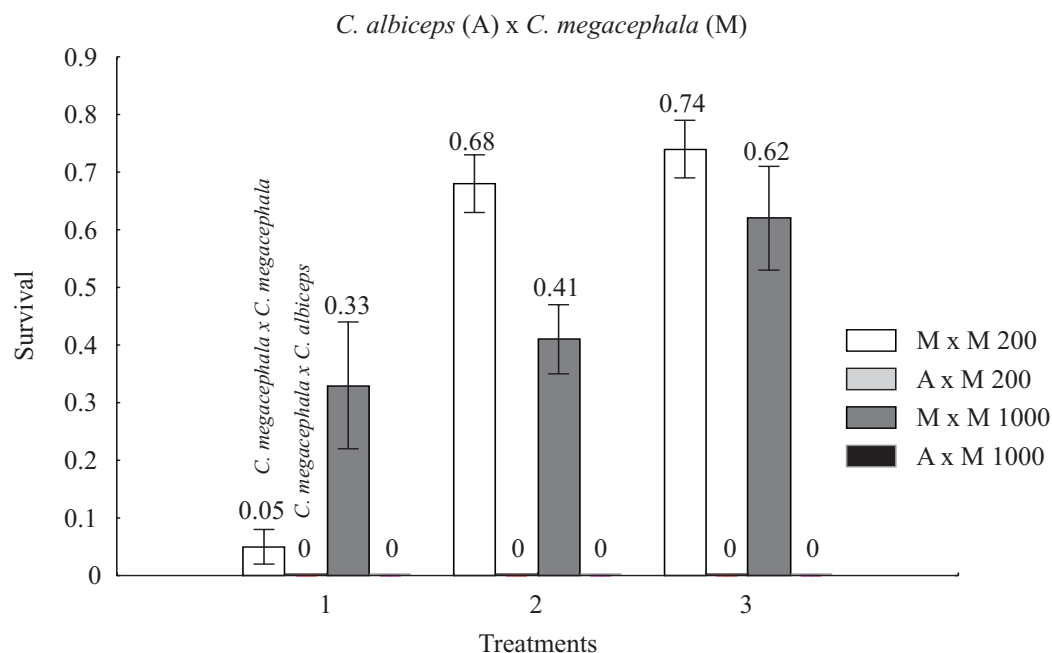 C. albiceps (A) x C. megacephala (M)
0.9
0.8
0.7
0.6
0.5
0.4
0.3
0.2
0.1
0
Survival
C. megacephala x C. megacephala
C. megacephala x C. albiceps
0.05
0
0.33
0
0.68
0
0.41
0
0.74
0
0.62
0
1
2
3
Treatments
M x M 200
A x M 200
M x M 1000
A x M 1000